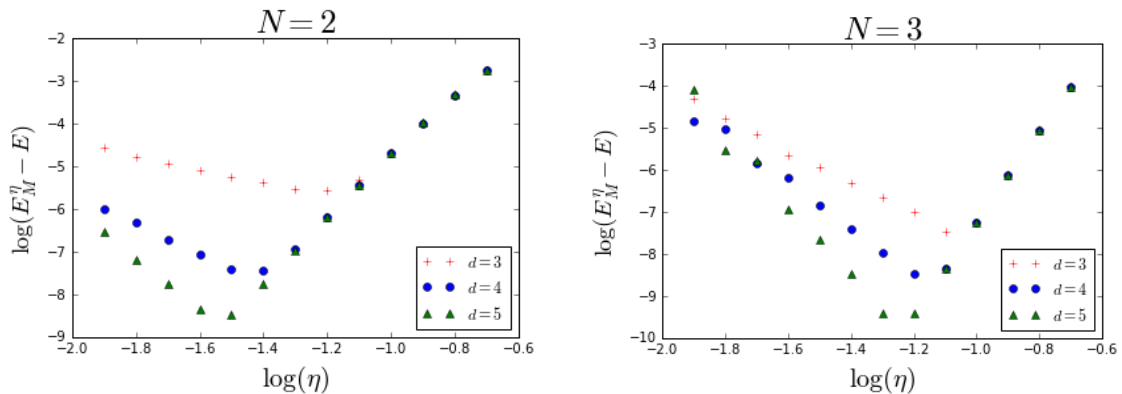 N = 2
−2
−3
−4
−5
−6
−7
−8
−9
log(E_M^η − E)
−2.0 −1.8 −1.6 −1.4 −1.2 −1.0 −0.8 −0.6
log(η)
d = 3
d = 4
d = 5
N = 3
−3
−4
−5
−6
−7
−8
−9
−10
log(E_M^η − E)
−2.0 −1.8 −1.6 −1.4 −1.2 −1.0 −0.8 −0.6
log(η)
d = 3
d = 4
d = 5